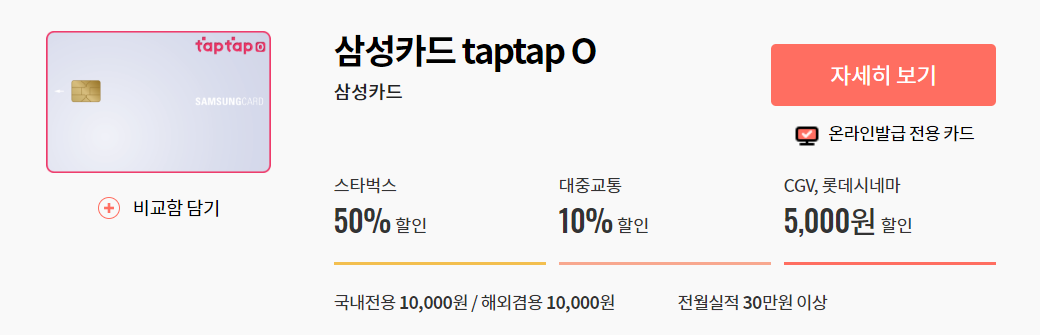 taptap O
SAMSUNGCARD
비교함 담기
삼성카드 taptap O
삼성카드
자세히 보기
온라인발급 전용 카드
스타벅스
50% 할인
대중교통
10% 할인
CGV, 롯데시네마
5,000원 할인
국내전용 10,000원 / 해외겸용 10,000원
전월실적 30만원 이상